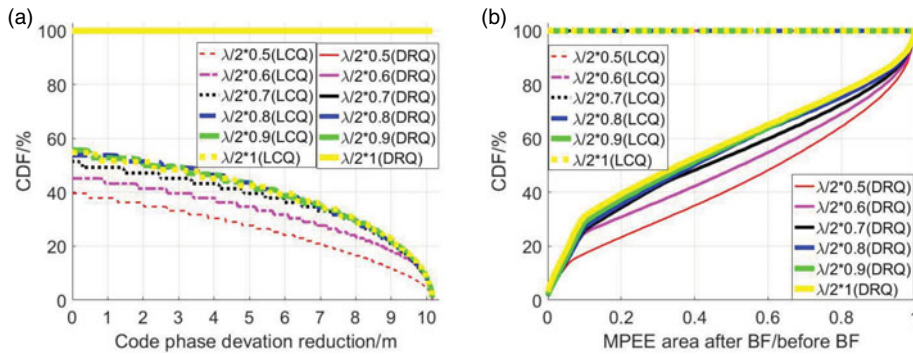 (a)
CDF/%
100
80
60
40
20
0
λ/2*0.5(LCQ)
λ/2*0.6(LCQ)
λ/2*0.7(LCQ)
λ/2*0.8(LCQ)
λ/2*0.9(LCQ)
λ/2*1(LCQ)
λ/2*0.5(DRQ)
λ/2*0.6(DRQ)
λ/2*0.7(DRQ)
λ/2*0.8(DRQ)
λ/2*0.9(DRQ)
λ/2*1(DRQ)
0 1 2 3 4 5 6 7 8 9 10
Code phase devation reduction/m
(b)
CDF/%
100
80
60
40
20
0
λ/2*0.5(LCQ)
λ/2*0.6(LCQ)
λ/2*0.7(LCQ)
λ/2*0.8(LCQ)
λ/2*0.9(LCQ)
λ/2*1(LCQ)
λ/2*0.5(DRQ)
λ/2*0.6(DRQ)
λ/2*0.7(DRQ)
λ/2*0.8(DRQ)
λ/2*0.9(DRQ)
λ/2*1(DRQ)
0 0.2 0.4 0.6 0.8 1
MPEE area after BF/before BF